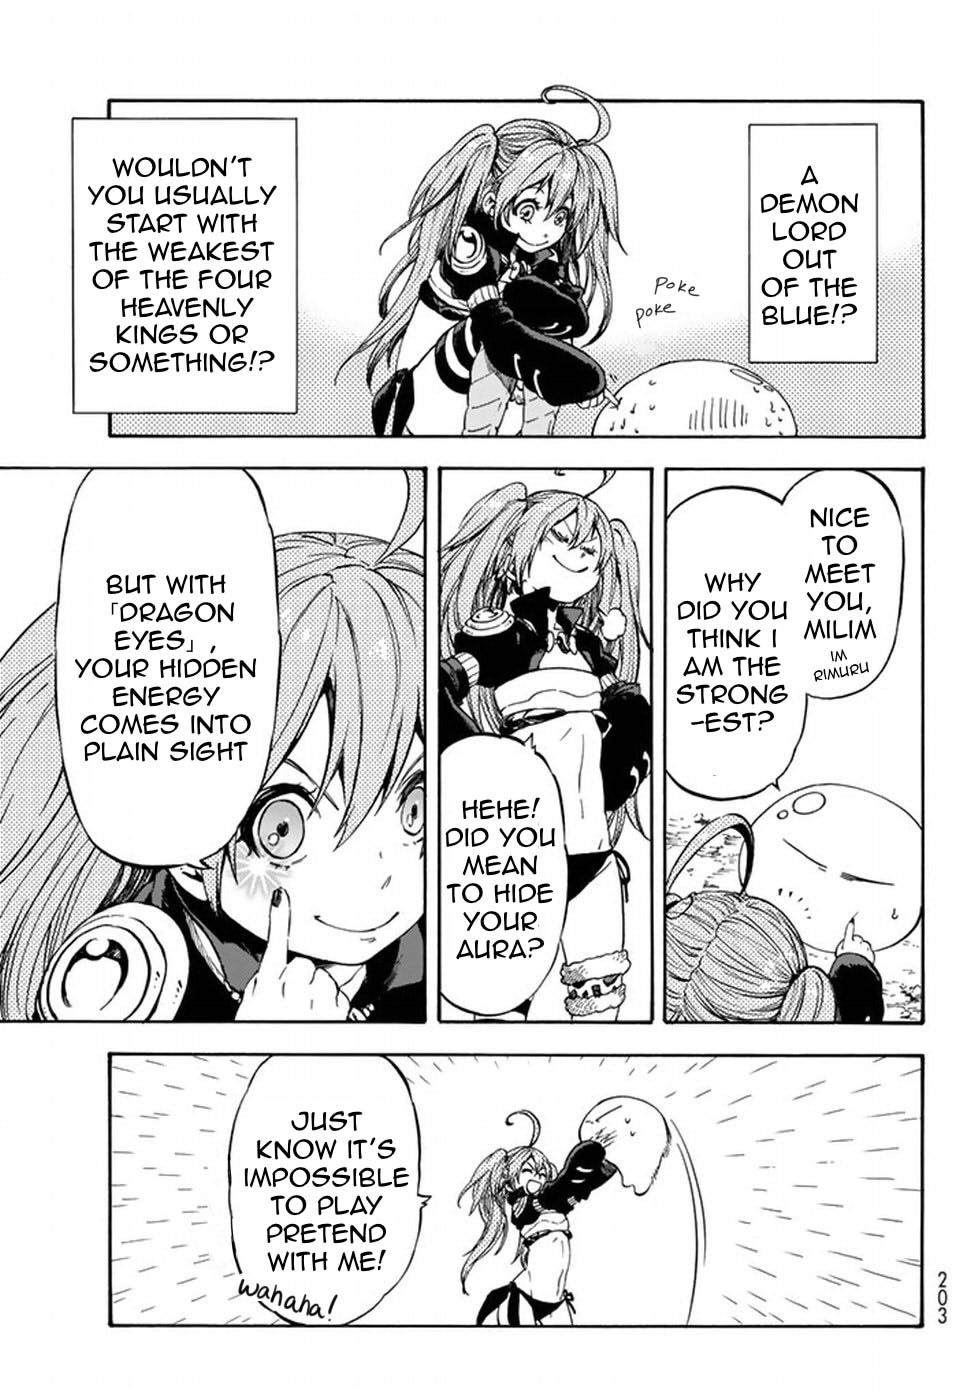 A
DEMON
LORD
OUT
OF THE
BLUE!?
Poke
poke
WOULDN'T
YOU USUALLY
START WITH
THE WEAKEST
OF THE FOUR
HEAVENLY
KINGS OR
SOMETHING!?
NICE
TO
MEET
YOU,
MILIM
IM
RIMURU
WHY
DID YOU
THINK I
AM THE
STRONG
-EST?
HEHE!
DID YOU
MEAN
TO HIDE
YOUR
AURA?
BUT WITH
「DRAGON
EYES」,
YOUR HIDDEN
ENERGY
COMES INTO
PLAIN SIGHT
JUST
KNOW IT'S
IMPOSSIBLE
TO PLAY
PRETEND
WITH ME!
wahaha!
203